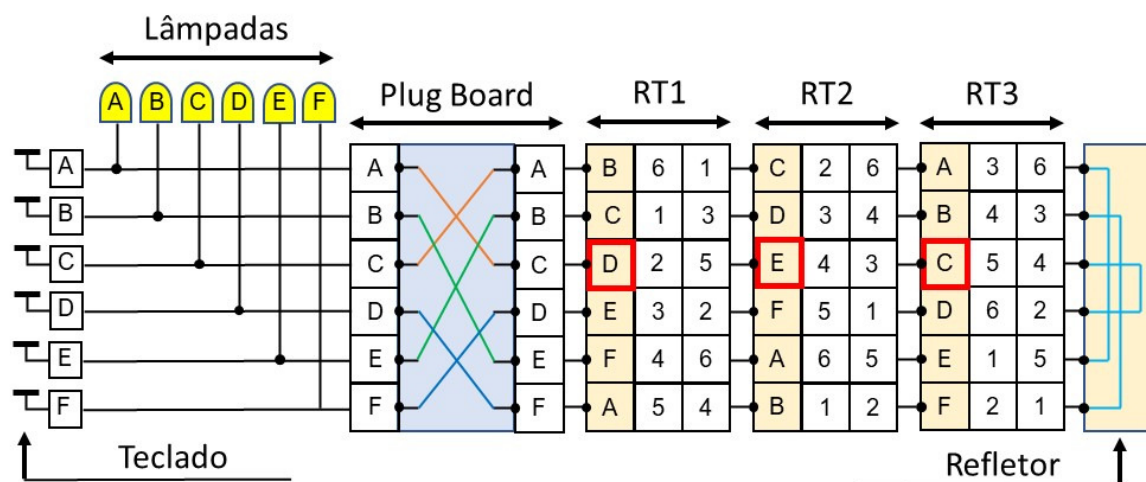 Lâmpadas
A B C D E F
Plug Board RT1 RT2 RT3
A A A B 6 1 C 2 6 A 3 6
B B B C 1 3 D 3 4 B 4 3
C C C D 2 5 E 4 3 C 5 4
D D D E 3 2 F 5 1 D 6 2
E E E F 4 6 A 6 5 E 1 5
F F F A 5 4 B 1 2 F 2 1
Teclado Refletor